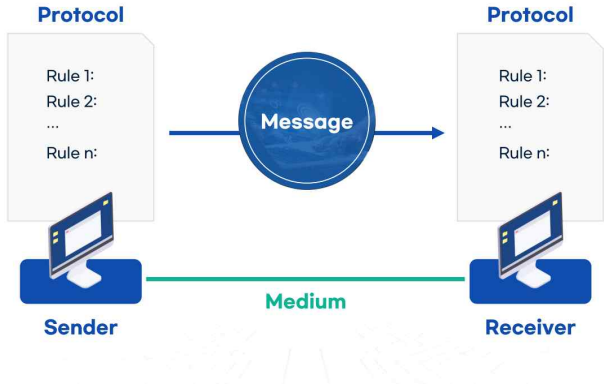 Protocol
Protocol
Rule 1:
Rule 2:
...
Rule n:
Message
Rule 1:
Rule 2:
...
Rule n:
Medium
Sender
Receiver